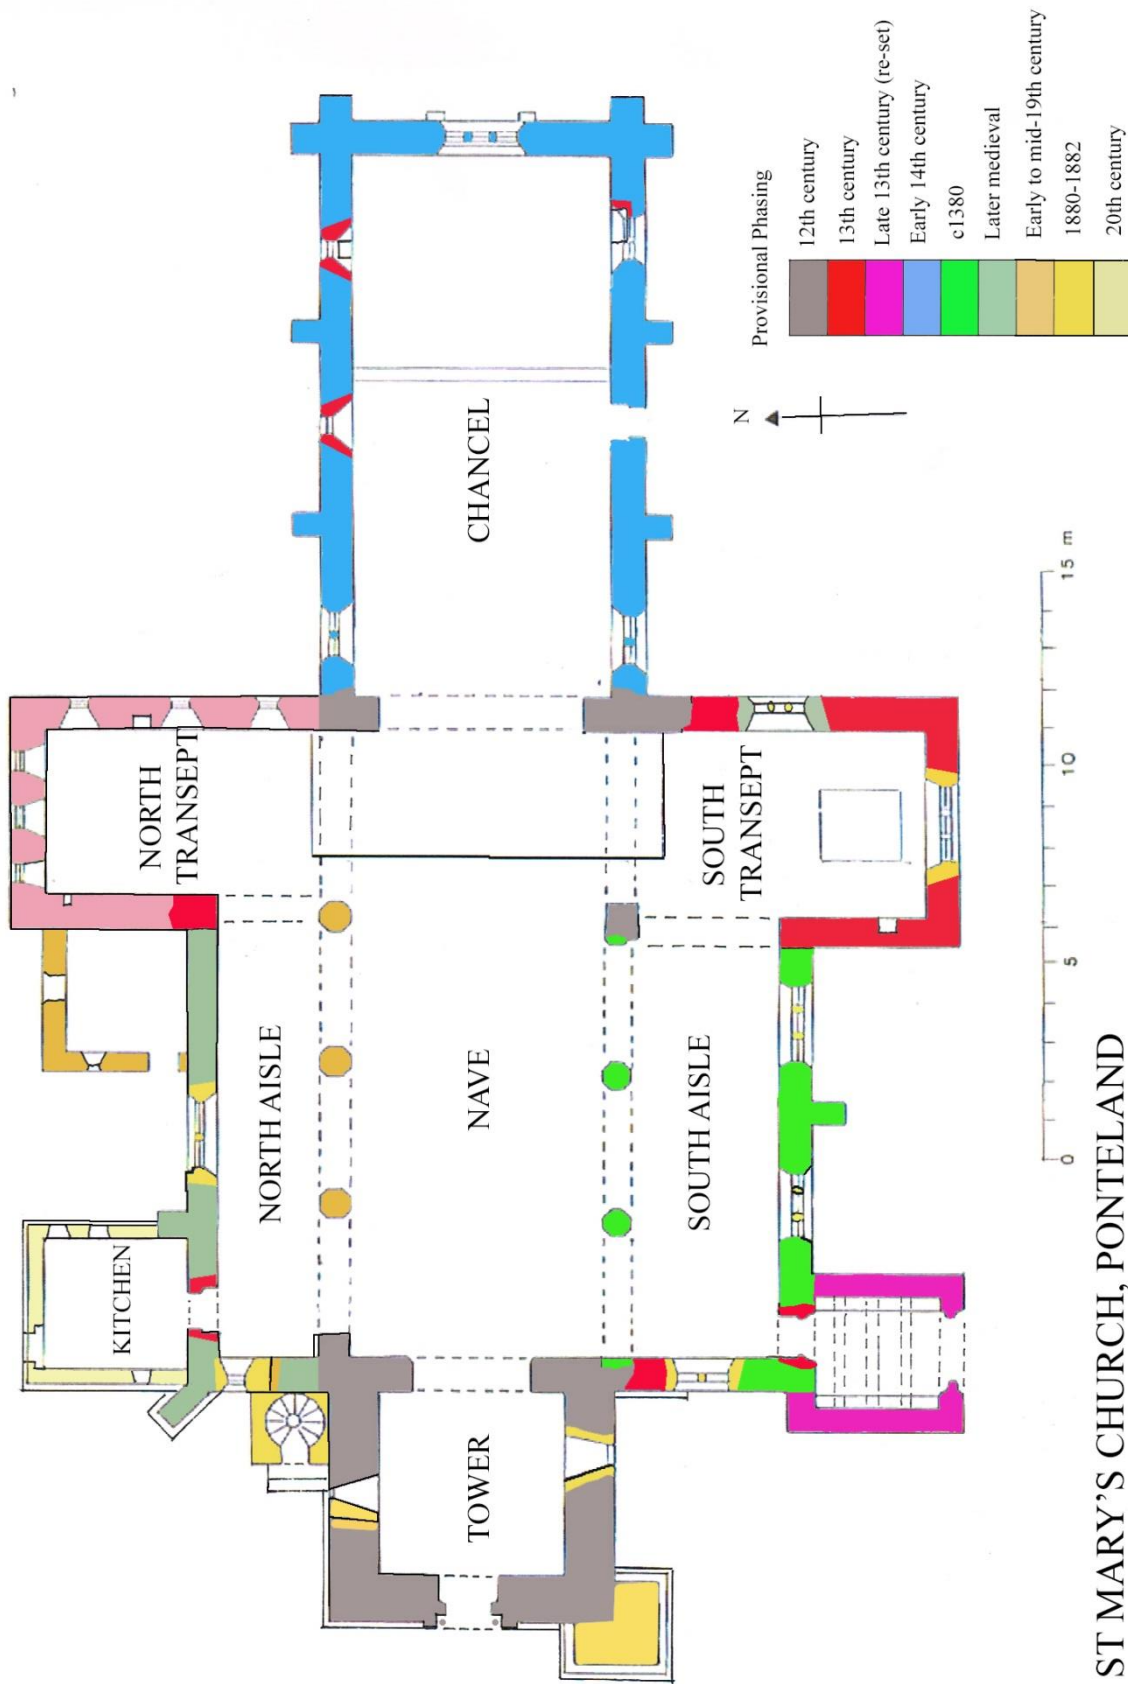 NORTH
TRANSEPT
CHANCEL
KITCHEN
NORTH AISLE
NAVE
TOWER
SOUTH AISLE
SOUTH
TRANSEPT
N
Provisional Phasing
12th century
13th century
Late 13th century (re-set)
Early 14th century
c1380
Later medieval
Early to mid-19th century
1880-1882
20th century
0 5 10 15 m
ST MARY'S CHURCH, PONTELAND